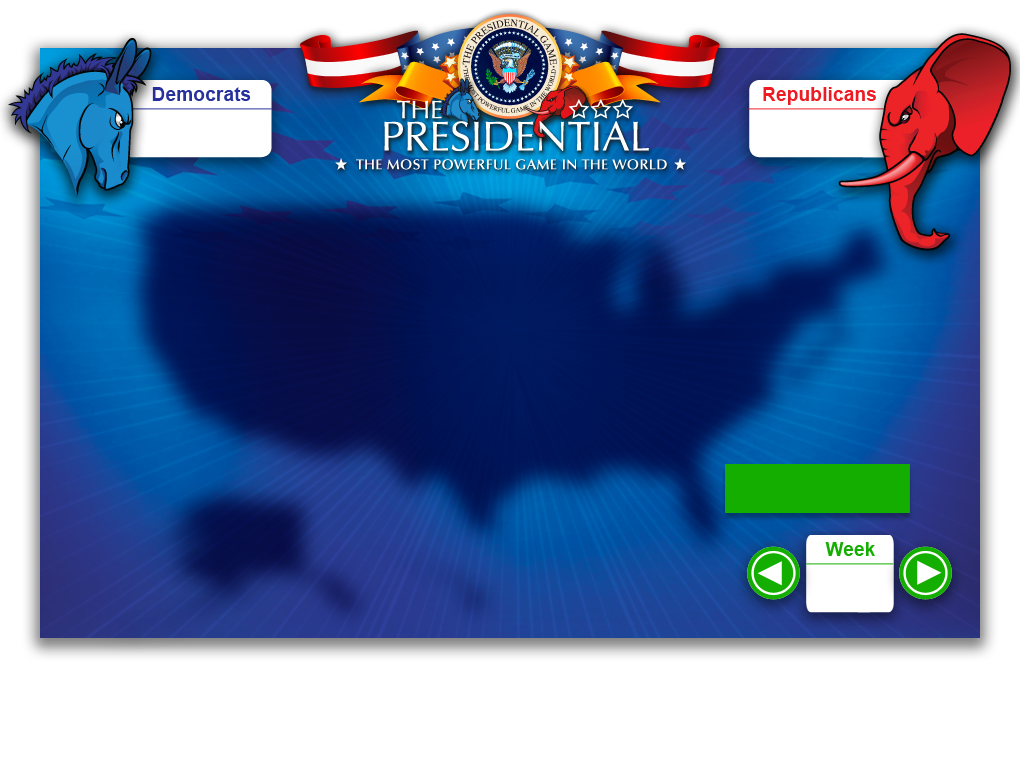 THE PRESIDENTIAL GAME
THE MOST POWERFUL GAME IN THE WORLD
Democrats
Republicans
THE
PRESIDENTIAL
★ THE MOST POWERFUL GAME IN THE WORLD ★
Week